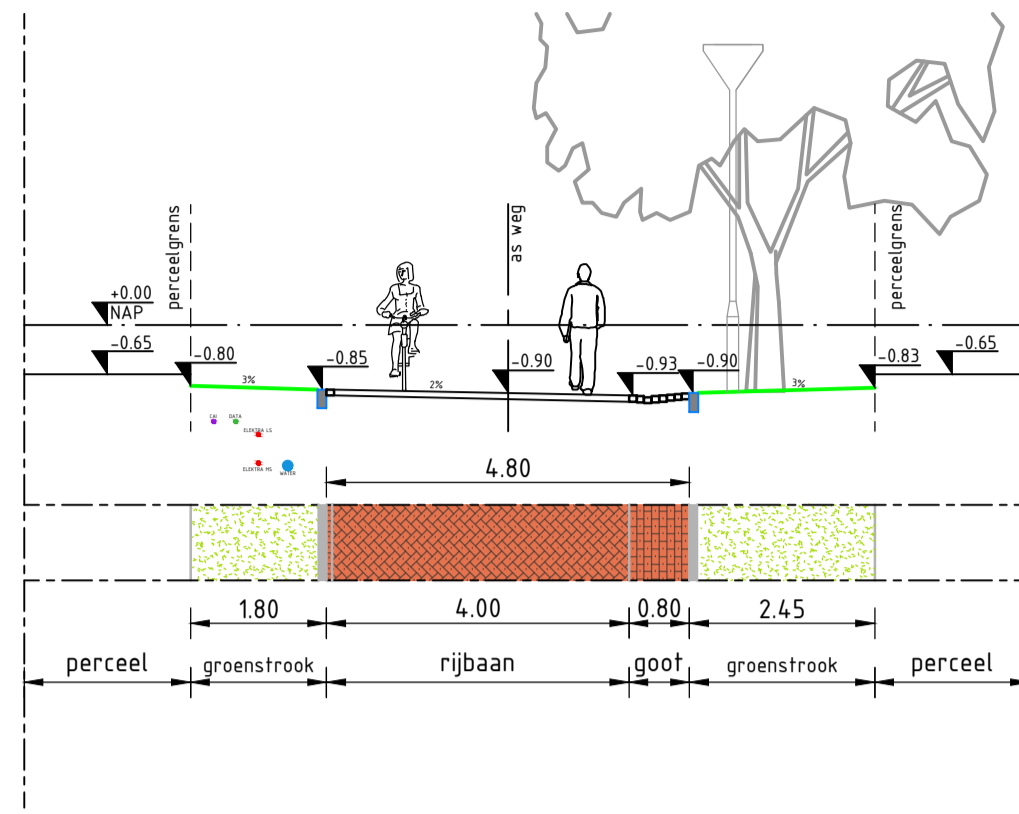 perceelgrens
as weg
perceelgrens
+0.00
NAP
-0.65
-0.80
-0.85
-0.90
-0.93
-0.90
-0.83
-0.65
3%
2%
3%
CAI
DATA
ELEKTRA LS
ELEKTRA MS
WATER
4.80
1.80
4.00
0.80
2.45
perceel
groenstrook
rijbaan
goot
groenstrook
perceel